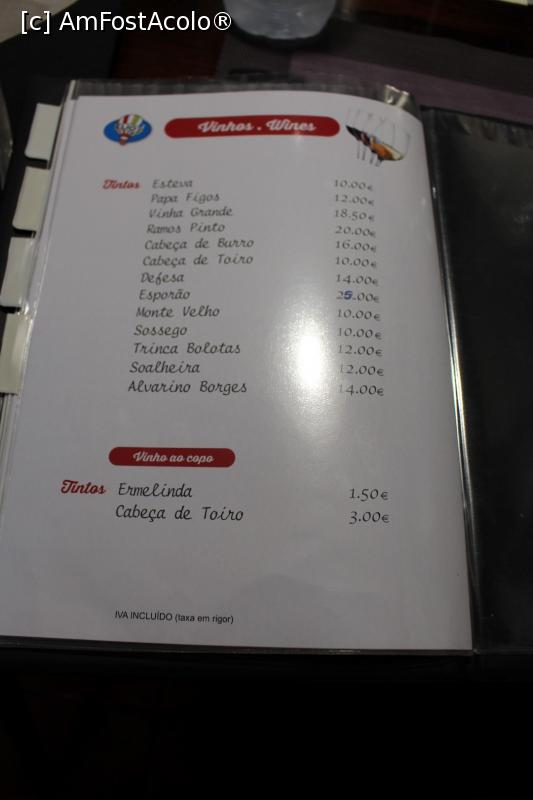 [c] AmFostAcolo®
Vinhos . Wines
Tintos Esteva 10.00€
Papa Figos 12.00€
Vinha Grande 18.50€
Ramos Pinto 20.00€
Cabeça de Burro 16.00€
Cabeça de Toiro 10.00€
Defesa 14.00€
Esporão 25.00€
Monte Velho 10.00€
Sossego 10.00€
Trinca Bolotas 12.00€
Soalheira 12.00€
Alvarino Borges 14.00€
Vinho ao copo
Tintos Ermelinda 1.50€
Cabeça de Toiro 3.00€
IVA INCLUÍDO (taxa em rigor)